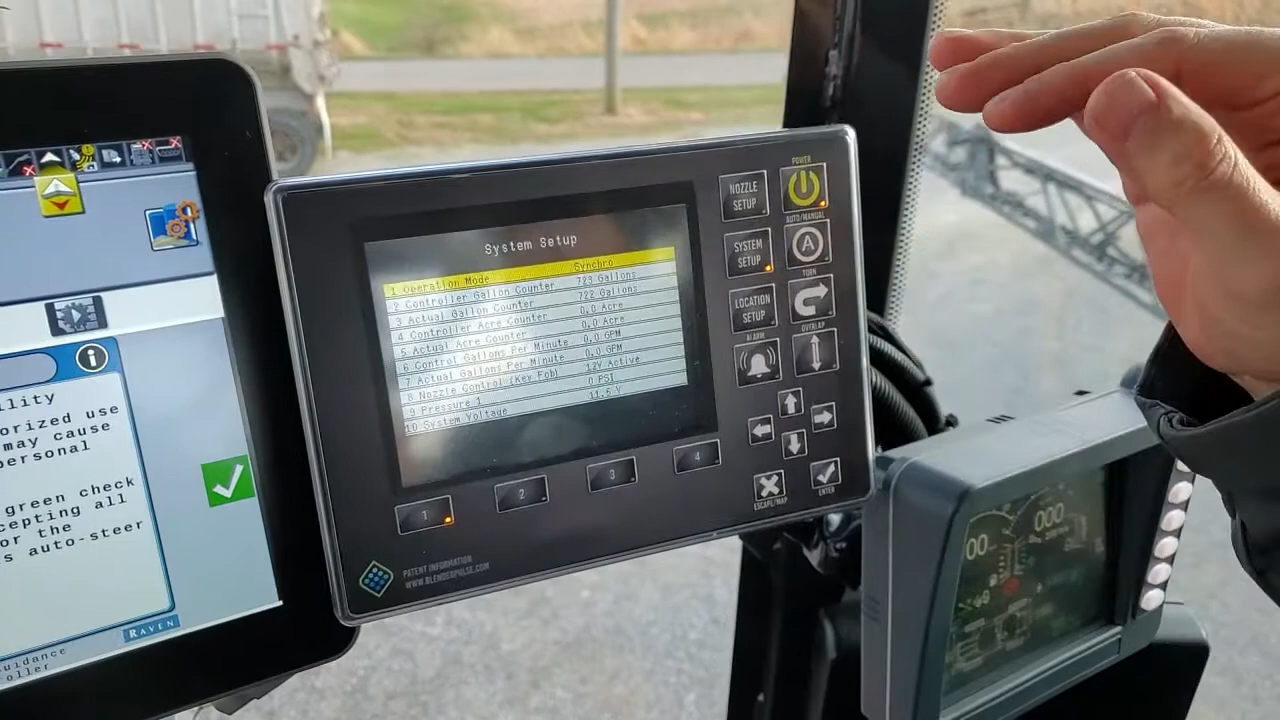 ility
orized use
may cause
personal
green check
cepting all
or the
s auto-steer
RAVEN
uidance
oller
System Setup
1 Operation Mode Synchro
2 Controller Gallon Counter 723 Gallons
3 Actual Gallon Counter 722 Gallons
4 Controller Acre Counter 0.0 Acre
5 Actual Acre Counter 0.0 Acre
6 Control Gallons Per Minute 0.0 GPM
7 Actual Gallons Per Minute 0.0 GPM
8 Nozzle Control (Key Fob) 12V Active
9 Pressure 1 0 PSI
10 System Voltage 11.5 V
1
2
3
4
PATENT INFORMATION
WWW.BLENDEDPULSE.COM
NOZZLE
SETUP
POWER
SYSTEM
SETUP
AUTO/MANUAL
A
LOCATION
SETUP
TURN
ALARM
OVERLAP
ESCAPE/MAP
ENTER
00
000